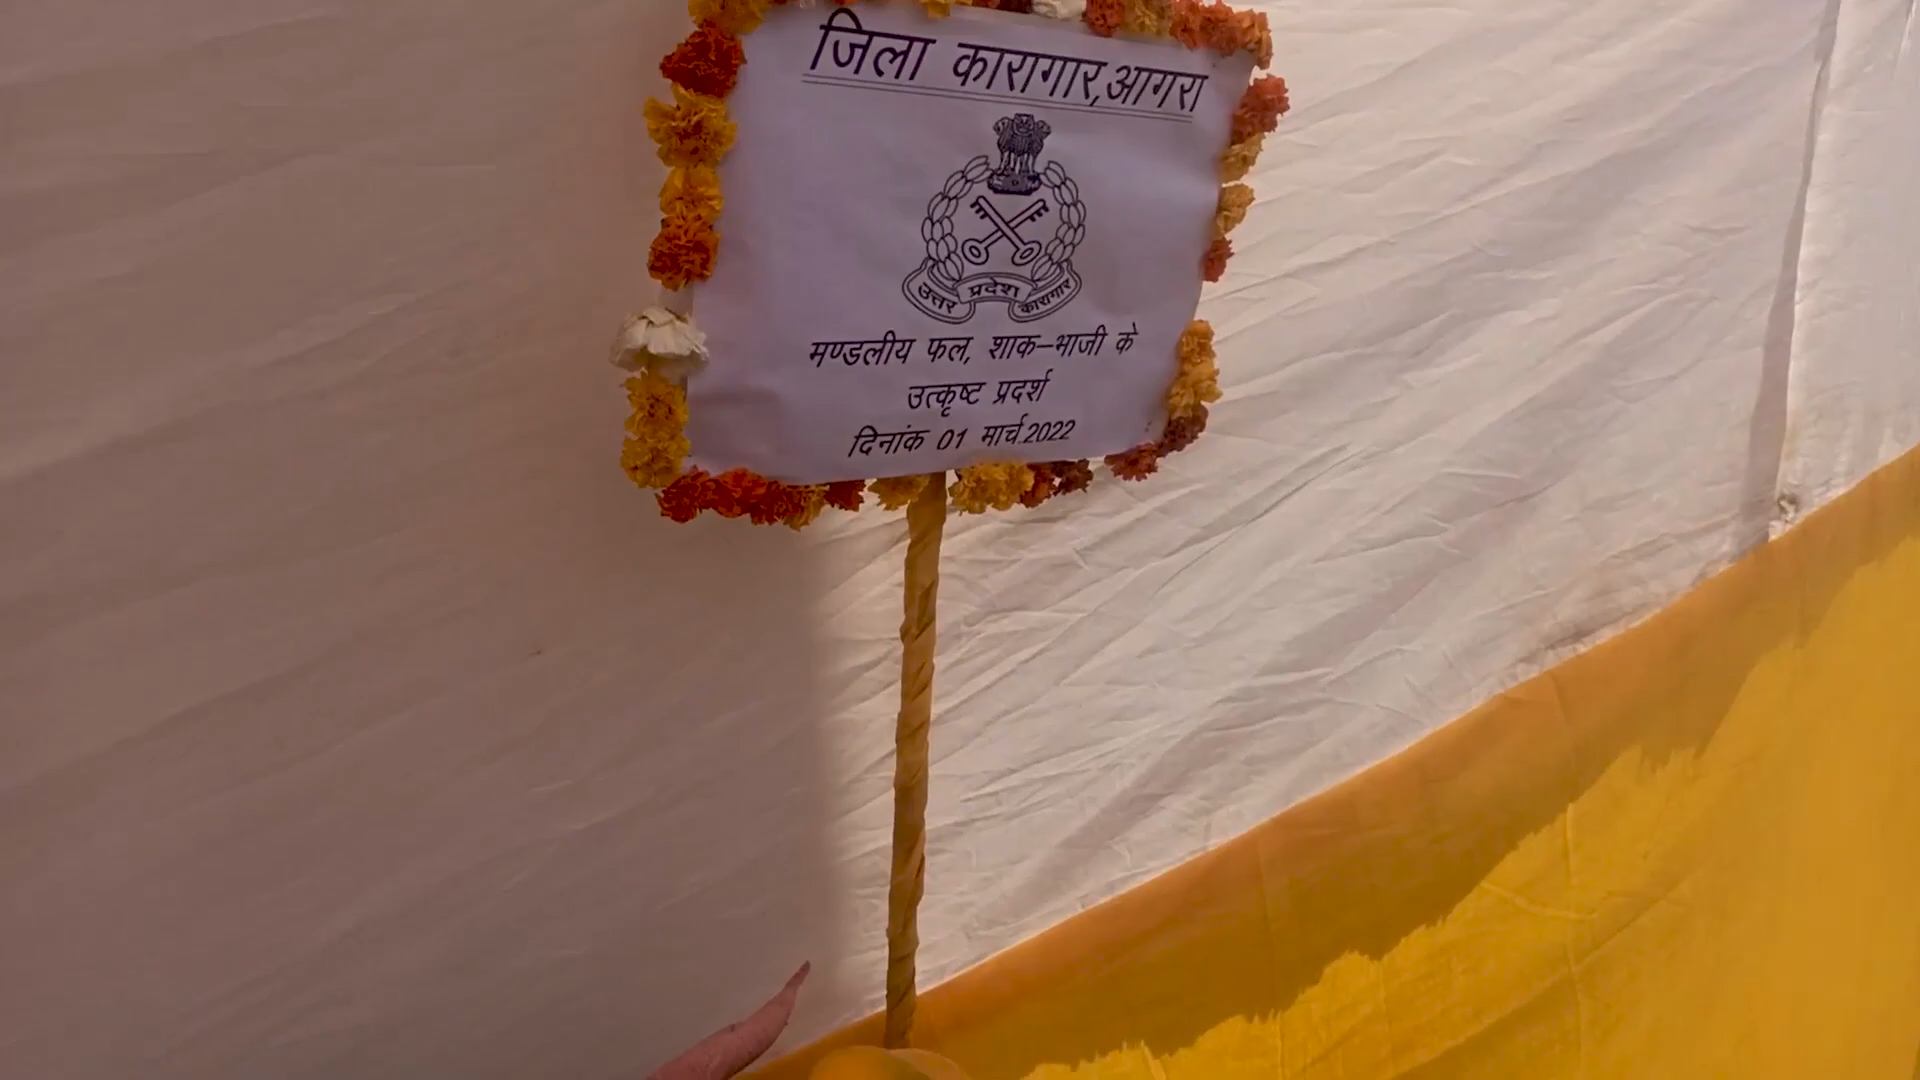 जिला कारागार,आगरा
उत्तर प्रदेश कारागार
मण्डलीय फल, शाक–भाजी के
उत्कृष्ट प्रदर्श
दिनांक 01 मार्च.2022